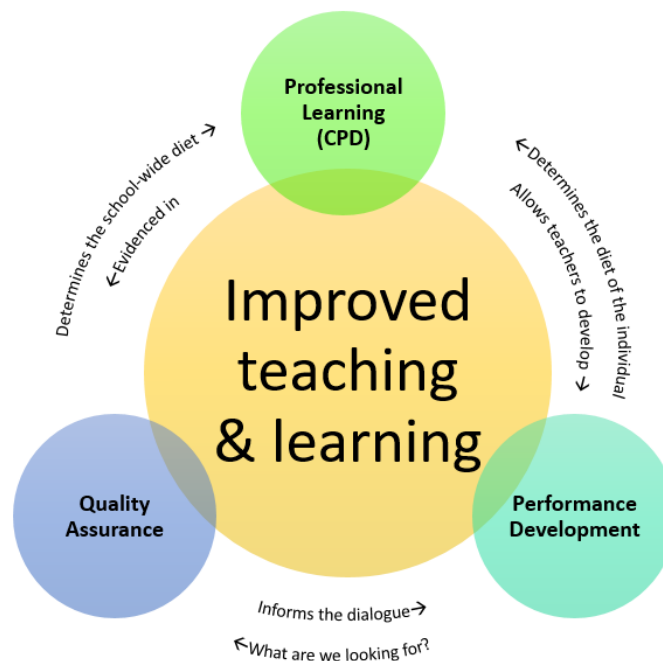 Professional
Learning
(CPD)
Determines the school-wide diet →
←Evidenced in
←Determines the diet of the individual
Allows teachers to develop →
Improved
teaching
& learning
Quality
Assurance
Performance
Development
Informs the dialogue→
←What are we looking for?